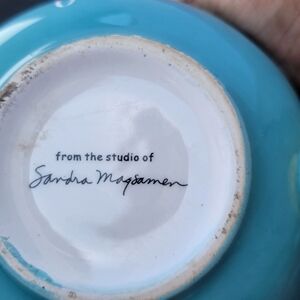 from the studio of
Sandra Magsamen